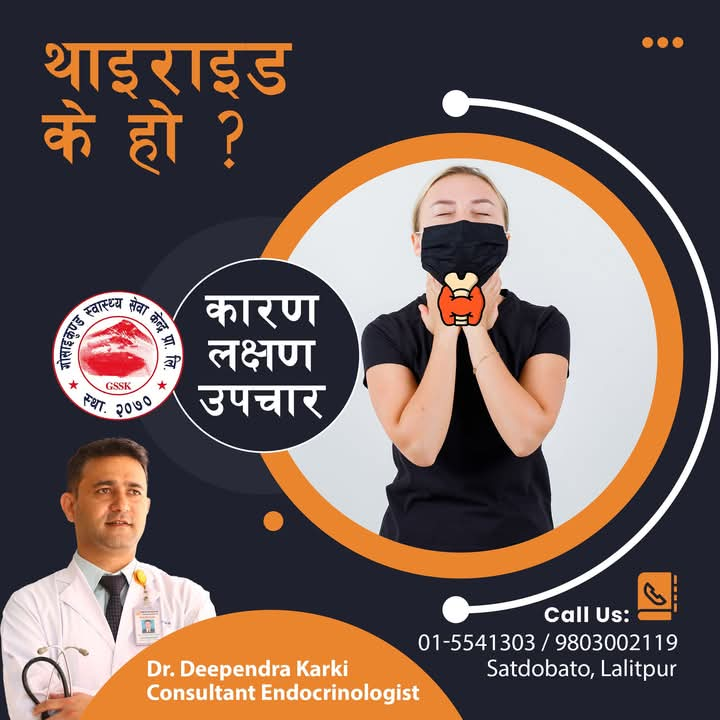 थाइराइड
के हो ?
गोसाइकुण्ड स्वास्थ्य सेवा केन्द्र प्रा. लि.
GSSK
स्था. २०७०
कारण
लक्षण
उपचार
Call Us:
01-5541303 / 9803002119
Satdobato, Lalitpur
Dr. Deependra Karki
Consultant Endocrinologist